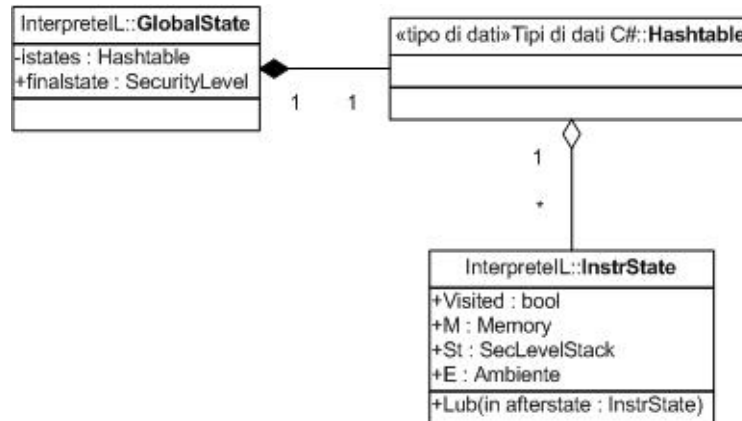 InterpreteIL::GlobalState
-istates : Hashtable
+finalstate : SecurityLevel
«tipo di dati»Tipi di dati C#::Hashtable
1 1
1
*
InterpreteIL::InstrState
+Visited : bool
+M : Memory
+St : SecLevelStack
+E : Ambiente
+Lub(in afterstate : InstrState)